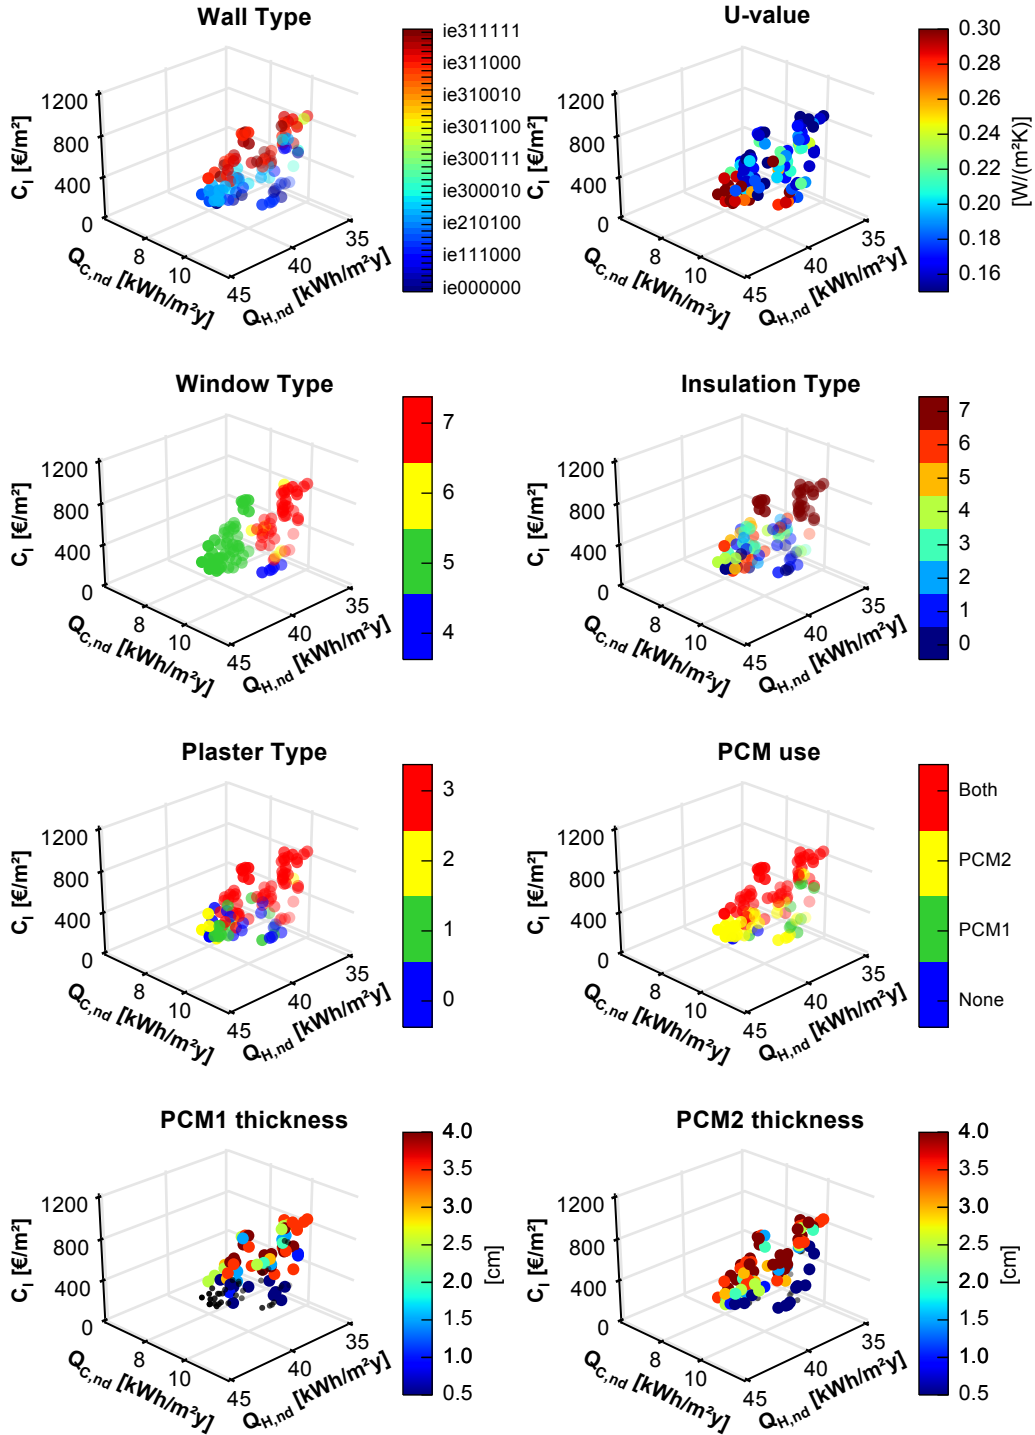 Wall Type
C_I [€/m²]
1200
800
400
0
8
10
45
40
35
Q_C,nd [kWh/m²y]
Q_H,nd [kWh/m²y]
ie311111
ie311000
ie310010
ie301100
ie300111
ie300010
ie210100
ie111000
ie000000
U-value
C_I [€/m²]
1200
800
400
0
8
10
45
40
35
Q_C,nd [kWh/m²y]
Q_H,nd [kWh/m²y]
0.30
0.26
0.24
0.22
0.20
0.18
0.16
[W/(m²K)]
Window Type
C_I [€/m²]
1200
800
400
0
8
10
45
40
35
Q_C,nd [kWh/m²y]
Q_H,nd [kWh/m²y]
7
6
5
4
Insulation Type
C_I [€/m²]
1200
800
400
0
8
10
45
40
35
Q_C,nd [kWh/m²y]
Q_H,nd [kWh/m²y]
7
6
5
4
3
2
1
0
Plaster Type
C_I [€/m²]
1200
800
400
0
8
10
45
40
35
Q_C,nd [kWh/m²y]
Q_H,nd [kWh/m²y]
3
2
1
0
PCM use
C_I [€/m²]
1200
800
400
0
8
10
45
40
35
Q_C,nd [kWh/m²y]
Q_H,nd [kWh/m²y]
Both
PCM2
PCM1
None
PCM1 thickness
C_I [€/m²]
1200
800
400
0
8
10
45
40
35
Q_C,nd [kWh/m²y]
Q_H,nd [kWh/m²y]
4.0
3.5
3.0
2.5
2.0
1.5
1.0
0.5
[cm]
PCM2 thickness
C_I [€/m²]
1200
800
400
0
8
10
45
40
35
Q_C,nd [kWh/m²y]
Q_H,nd [kWh/m²y]
4.0
3.5
3.0
2.5
2.0
1.5
1.0
0.5
[cm]